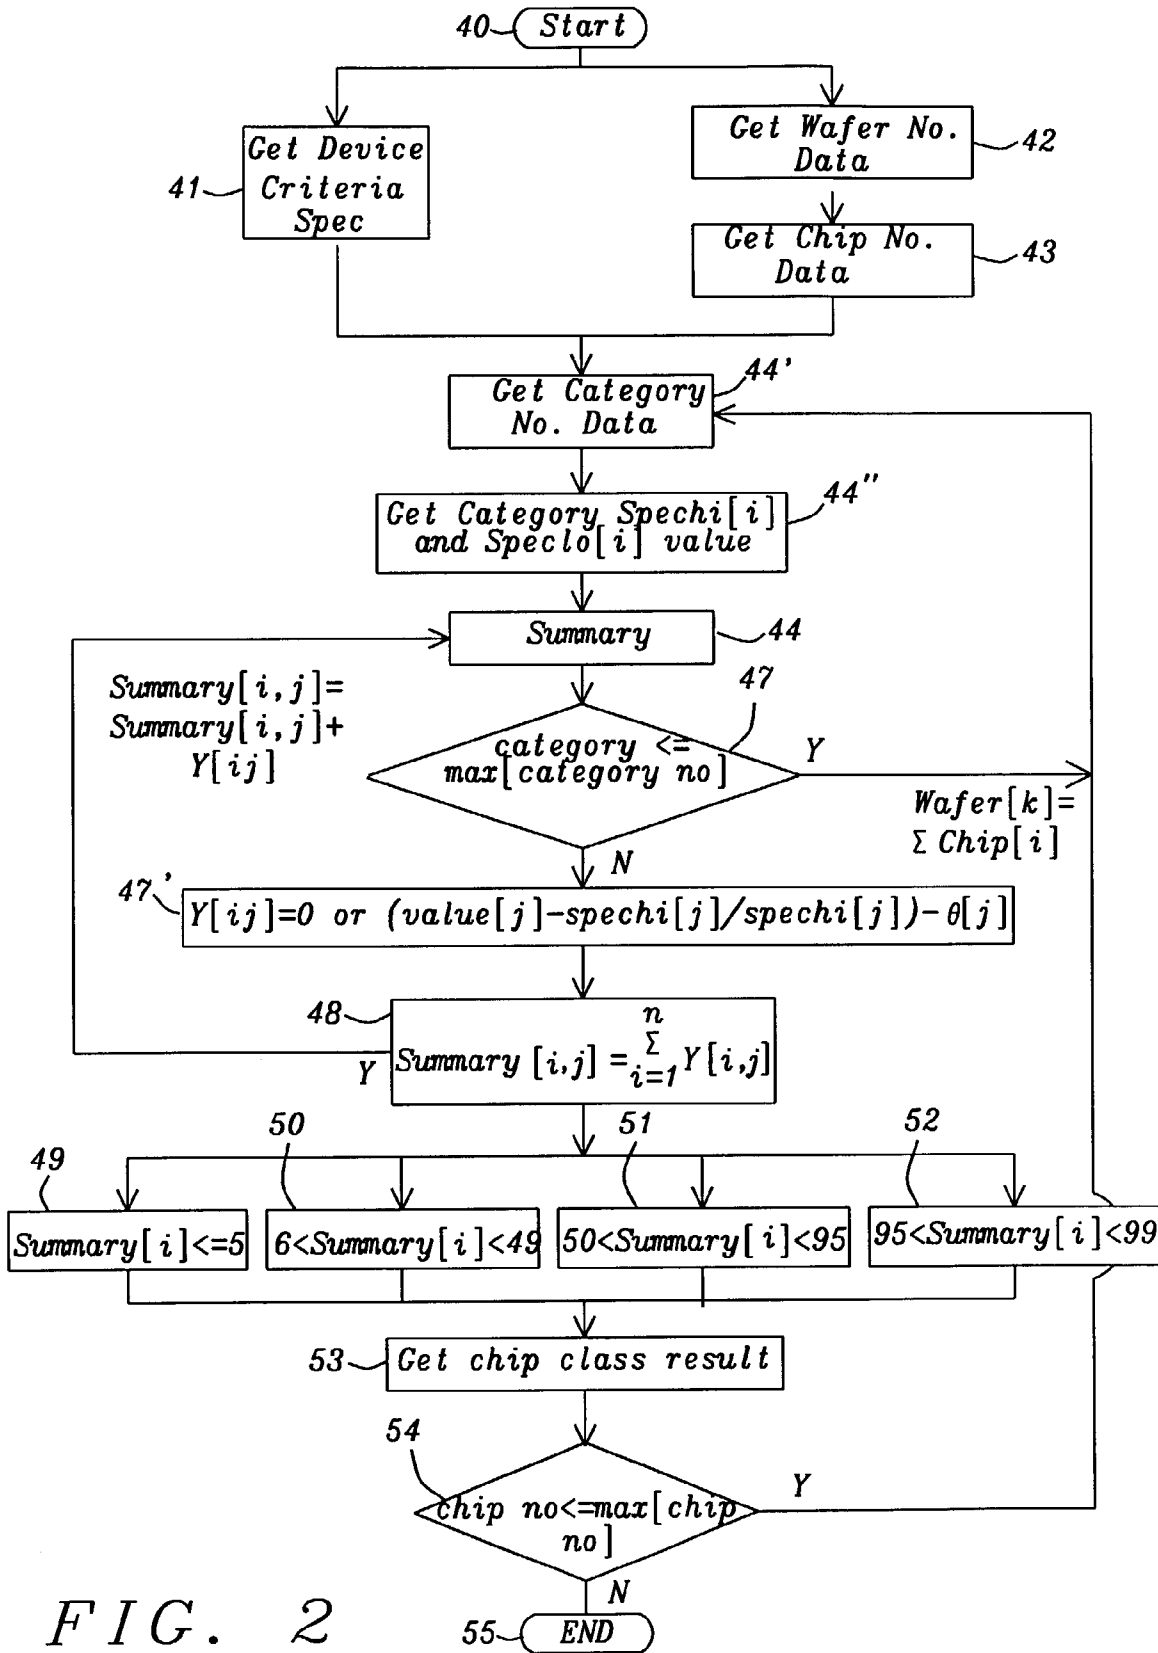 40
Start
Get Device
Criteria
Spec
41
Get Wafer No.
Data
42
Get Chip No.
Data
43
Get Category
No. Data
44'
Get Category Spechi[i]
and Speclo[i] value
44"
Summary
44
Summary[i,j]=
Summary[i,j]+
Y[ij]
47
category <=
max[category no]
Y
Wafer[k]=
Σ Chip[i]
N
47'
Y[ij]=0 or (value[j]-spechi[j]/spechi[j])-θ[j]
48
n
Summary [i,j] = Σ Y[i,j]
i=1
Y
49
50
51
52
Summary[i]<=5
6<Summary[i]<49
50<Summary[i]<95
95<Summary[i]<99
53
Get chip class result
54
chip no<=max[chip
no]
Y
N
55
END
FIG. 2